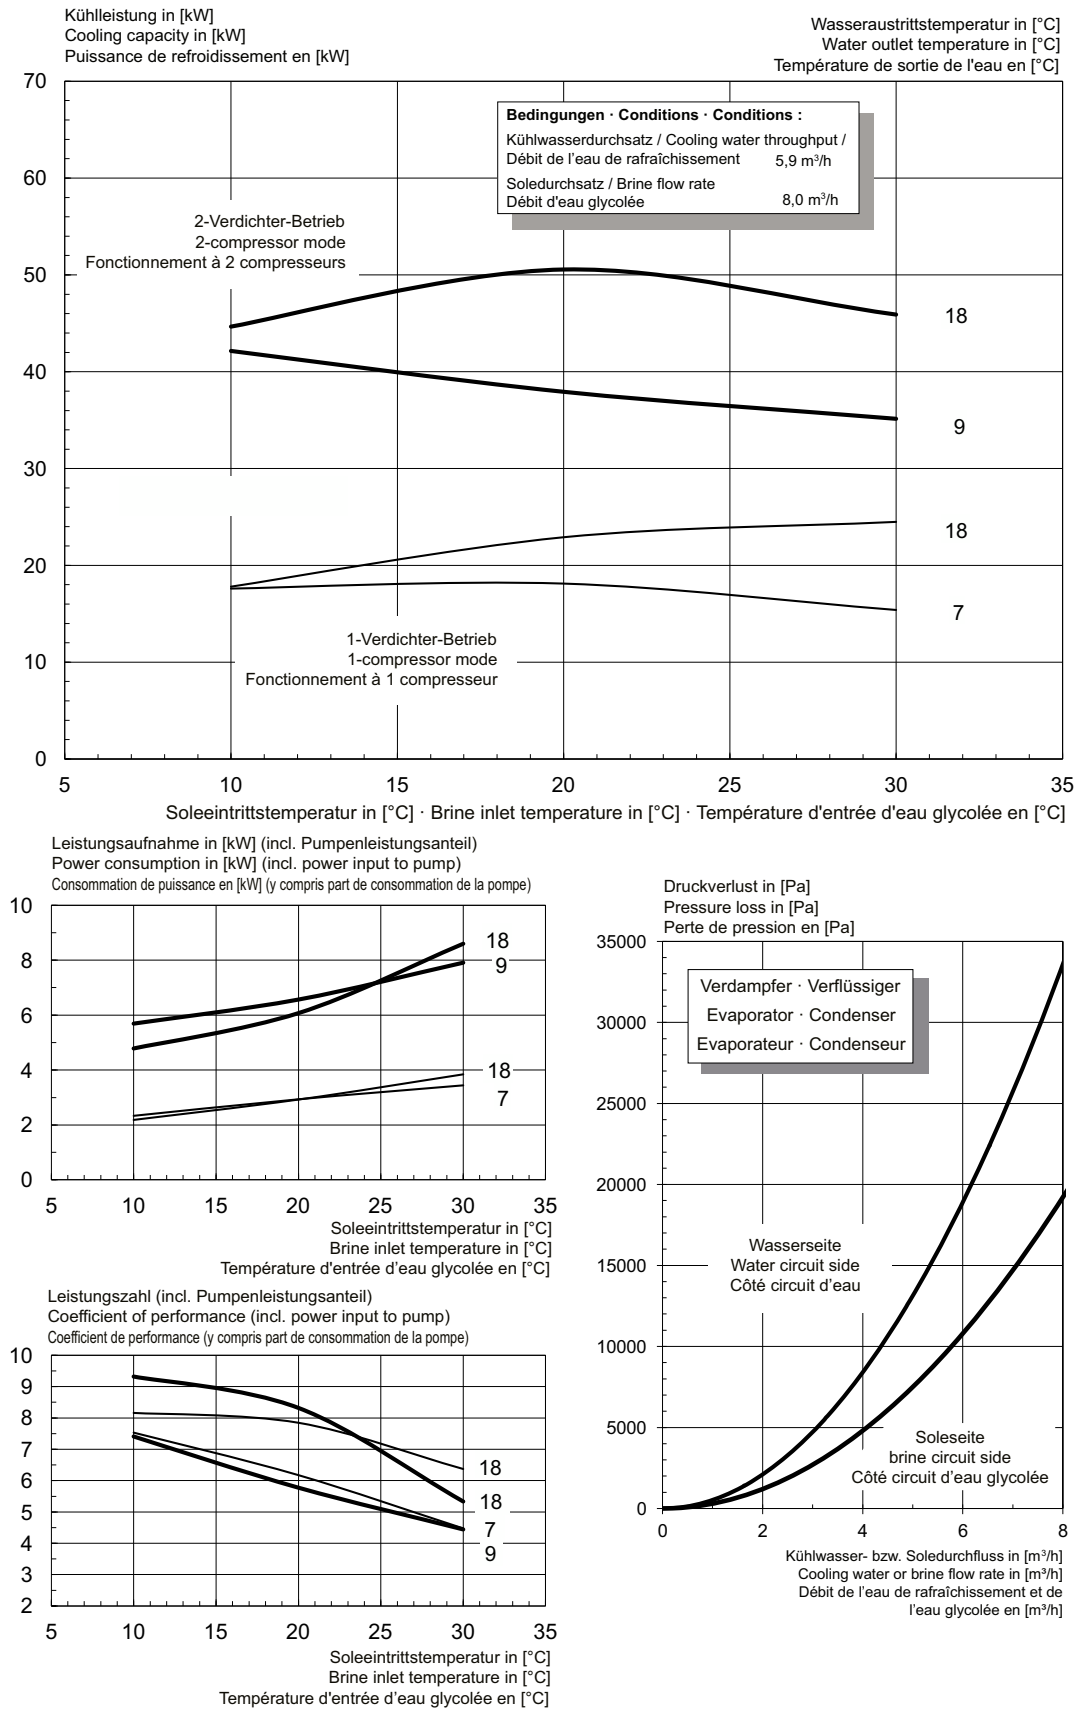 Kühlleistung in [kW]
Cooling capacity in [kW]
Puissance de refroidissement en [kW]
Wasseraustrittstemperatur in [°C]
Water outlet temperature in [°C]
Température de sortie de l'eau en [°C]
70
60
50
40
30
20
10
0
Bedingungen · Conditions · Conditions :
Kühlwasserdurchsatz / Cooling water throughput /
Débit de l'eau de rafraîchissement 5,9 m³/h
Soledurchsatz / Brine flow rate
Débit d'eau glycolée 8,0 m³/h
2-Verdichter-Betrieb
2-compressor mode
Fonctionnement à 2 compresseurs
18
9
18
7
1-Verdichter-Betrieb
1-compressor mode
Fonctionnement à 1 compresseur
5 10 15 20 25 30 35
Soleeintrittstemperatur in [°C] · Brine inlet temperature in [°C] · Température d'entrée d'eau glycolée en [°C]
Leistungsaufnahme in [kW] (incl. Pumpenleistungsanteil)
Power consumption in [kW] (incl. power input to pump)
Consommation de puissance en [kW] (y compris part de consommation de la pompe)
10
8
6
4
2
0
18
9
18
7
5 10 15 20 25 30 35
Soleeintrittstemperatur in [°C]
Brine inlet temperature in [°C]
Température d'entrée d'eau glycolée en [°C]
Leistungszahl (incl. Pumpenleistungsanteil)
Coefficient of performance (incl. power input to pump)
Coefficient de performance (y compris part de consommation de la pompe)
10
9
8
7
6
5
4
3
2
18
18
7
9
5 10 15 20 25 30 35
Soleeintrittstemperatur in [°C]
Brine inlet temperature in [°C]
Température d'entrée d'eau glycolée en [°C]
Druckverlust in [Pa]
Pressure loss in [Pa]
Perte de pression en [Pa]
35000
30000
25000
20000
15000
10000
5000
0
Verdampfer · Verflüssiger
Evaporator · Condenser
Evaporateur · Condenseur
Wasserseite
Water circuit side
Côté circuit d'eau
Soleseite
brine circuit side
Côté circuit d'eau glycolée
0 2 4 6 8
Kühlwasser- bzw. Soledurchfluss in [m³/h]
Cooling water or brine flow rate in [m³/h]
Débit de l'eau de rafraîchissement et de
l'eau glycolée en [m³/h]